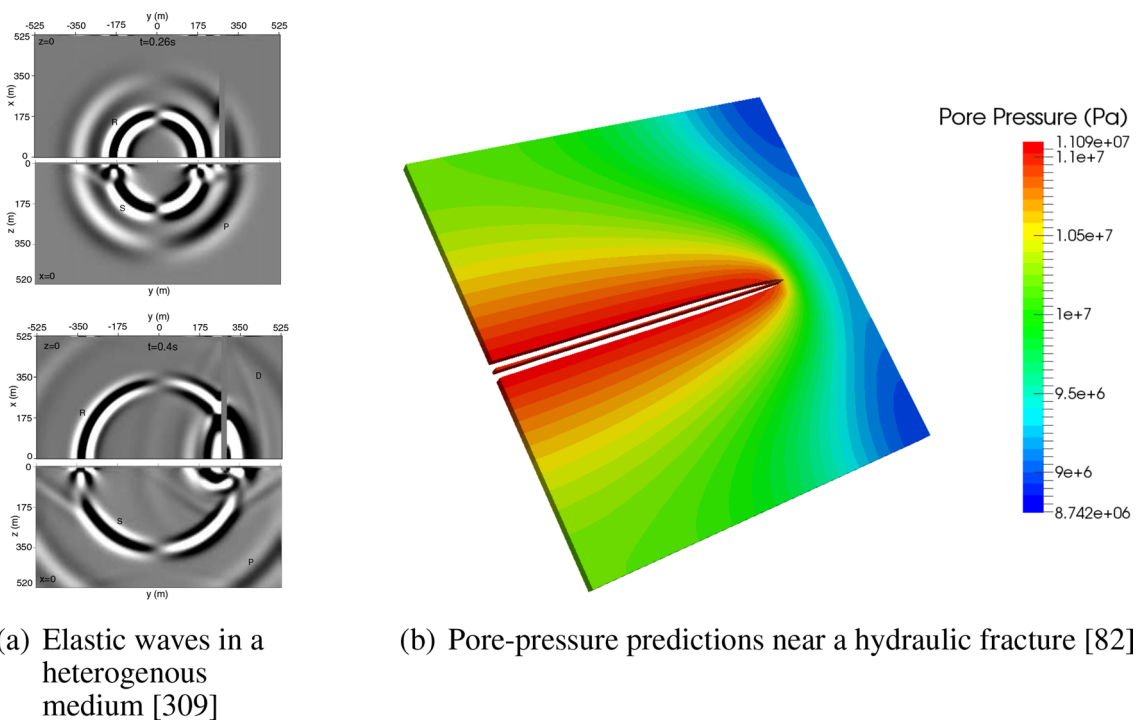 y (m)
-525 -350 -175 0 175 350 525
z=0 t=0.26s
525
350
x (m)
175
0
R
0
175
z (m)
350
520
S
P
x=0
y (m)
y (m)
-525 -350 -175 0 175 350 525
z=0 t=0.4s
525
350
x (m)
175
0
R
D
0
175
z (m)
350
520
S
P
x=0
y (m)
Pore Pressure (Pa)
1.109e+07
1.1e+7
1.05e+7
1e+7
9.5e+6
9e+6
8.742e+06
(a) Elastic waves in a
heterogenous
medium [309]
(b) Pore-pressure predictions near a hydraulic fracture [82]